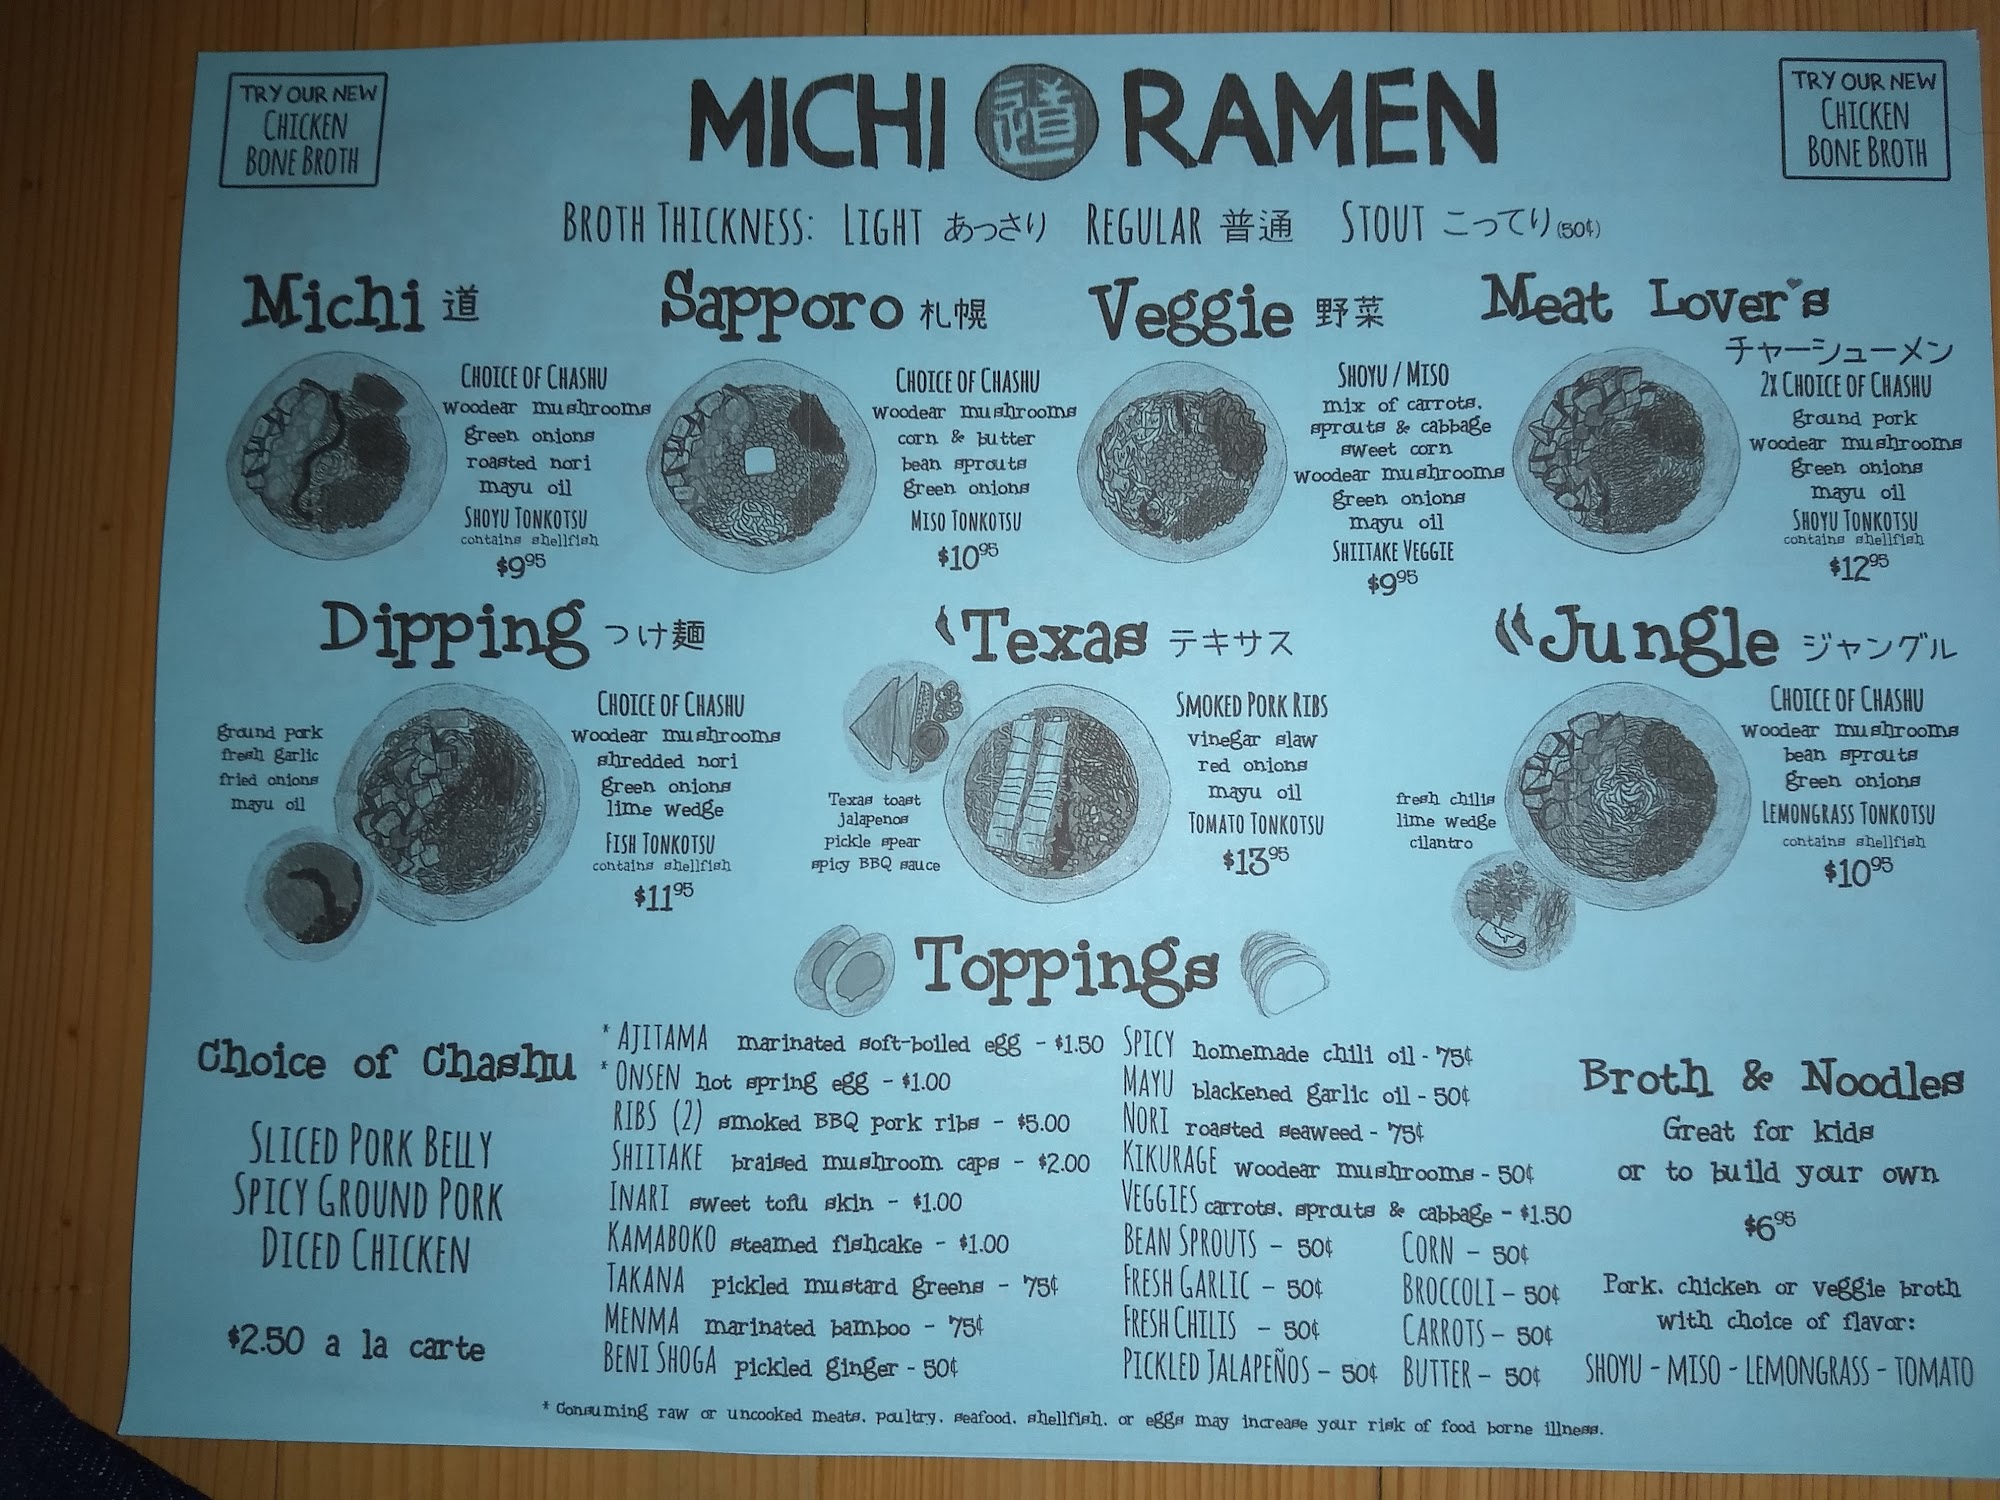 TRY OUR NEW
CHICKEN
BONE BROTH
MICHI 道 RAMEN
TRY OUR NEW
CHICKEN
BONE BROTH
BROTH THICKNESS: LIGHT あっさり REGULAR 普通 STOUT こってり (50¢)
Michi 道
CHOICE OF CHASHU
woodear mushrooms
green onions
roasted nori
mayu oil
SHOYU TONKOTSU
contains shellfish
$9.95
Sapporo 札幌
CHOICE OF CHASHU
woodear mushrooms
corn & butter
bean sprouts
green onions
MISO TONKOTSU
$10.95
Veggie 野菜
SHOYU / MISO
mix of carrots,
sprouts & cabbage
sweet corn
woodear mushrooms
green onions
mayu oil
SHIITAKE VEGGIE
$9.95
Meat Lover's
チャーシューメン
2X CHOICE OF CHASHU
ground pork
woodear mushrooms
green onions
mayu oil
SHOYU TONKOTSU
contains shellfish
$12.95
Dipping つけ麺
ground pork
fresh garlic
fried onions
mayu oil
CHOICE OF CHASHU
woodear mushrooms
shredded nori
green onions
lime wedge
FISH TONKOTSU
contains shellfish
$11.95
Texas テキサス
Texas toast
jalapenos
pickle spear
spicy BBQ sauce
SMOKED PORK RIBS
vinegar slaw
red onions
mayu oil
TOMATO TONKOTSU
$13.95
Jungle ジャングル
fresh chilis
lime wedge
cilantro
CHOICE OF CHASHU
woodear mushrooms
bean sprouts
green onions
LEMONGRASS TONKOTSU
contains shellfish
$10.95
Choice of Chashu
SLICED PORK BELLY
SPICY GROUND PORK
DICED CHICKEN
$2.50 a la carte
Toppings
* AJITAMA marinated soft-boiled egg - $1.50
* ONSEN hot spring egg - $1.00
RIBS (2) smoked BBQ pork ribs - $5.00
SHIITAKE braised mushroom caps - $2.00
INARI sweet tofu skin - $1.00
KAMABOKO steamed fishcake - $1.00
TAKANA pickled mustard greens - 75¢
MENMA marinated bamboo - 75¢
BENI SHOGA pickled ginger - 50¢
SPICY homemade chili oil - 75¢
MAYU blackened garlic oil - 50¢
NORI roasted seaweed - 75¢
KIKURAGE woodear mushrooms - 50¢
VEGGIES carrots, sprouts & cabbage - $1.50
BEAN SPROUTS - 50¢ CORN - 50¢
FRESH GARLIC - 50¢ BROCCOLI - 50¢
FRESH CHILIS - 50¢ CARROTS - 50¢
PICKLED JALAPEÑOS - 50¢ BUTTER - 50¢
Broth & Noodles
Great for kids
or to build your own
$6.95
Pork, chicken or veggie broth
with choice of flavor:
SHOYU - MISO - LEMONGRASS - TOMATO
* Consuming raw or uncooked meats, poultry, seafood, shellfish, or eggs may increase your risk of food borne illness.